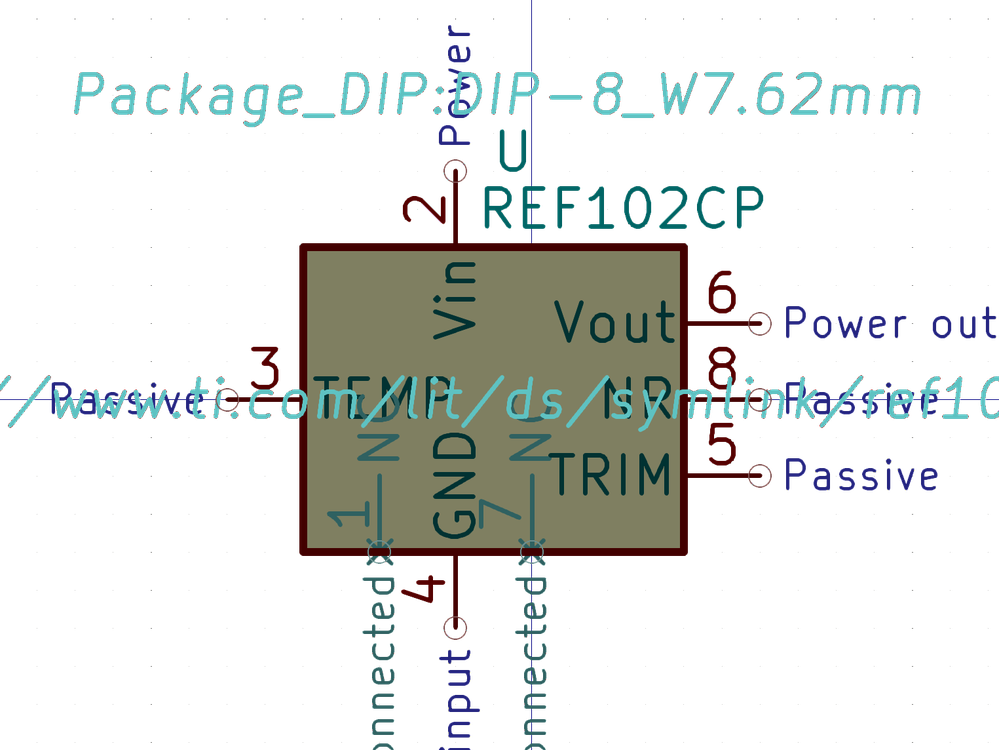 Power
Package_DIP:DIP-8_W7.62mm
U
REF102CP
2
Vin
6
Vout
Power out
3
8
Passive
TEMP
NR
Passive
//www.ti.com/lit/ds/symlink/ref10
NC
NC
5
TRIM
Passive
GND
1
7
4
onnected
input
onnected